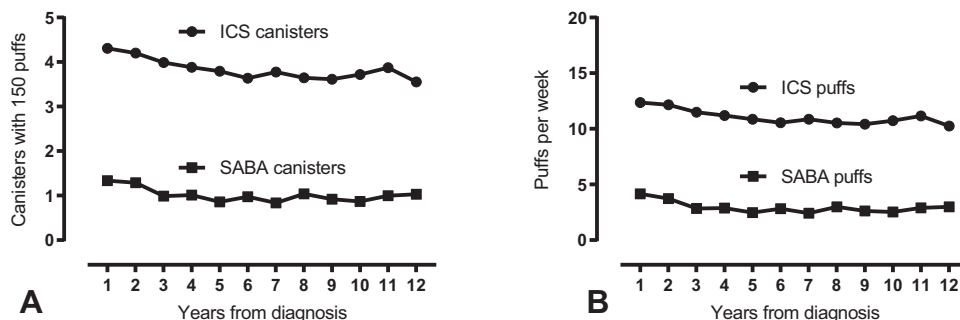 Canisters with 150 puffs
5
4
3
2
1
0
ICS canisters
SABA canisters
1 2 3 4 5 6 7 8 9 10 11 12
Years from diagnosis
A
Puffs per week
20
15
10
5
0
ICS puffs
SABA puffs
1 2 3 4 5 6 7 8 9 10 11 12
Years from diagnosis
B